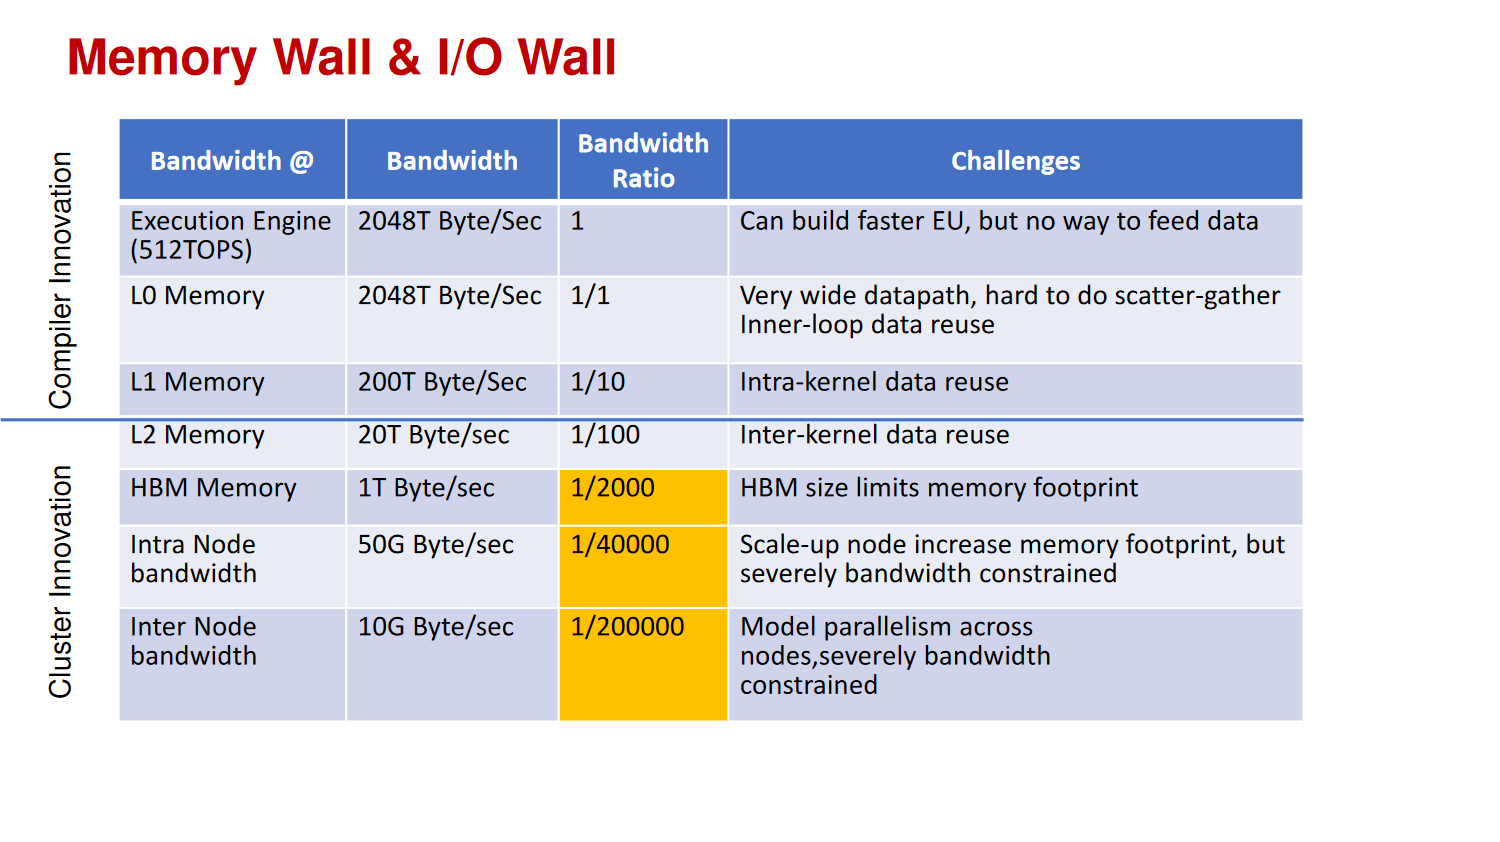 Memory Wall & I/O Wall
Compiler Innovation
Cluster Innovation
Bandwidth @
Bandwidth
Bandwidth
Ratio
Challenges
Execution Engine
(512TOPS)
2048T Byte/Sec
1
Can build faster EU, but no way to feed data
L0 Memory
2048T Byte/Sec
1/1
Very wide datapath, hard to do scatter-gather
Inner-loop data reuse
L1 Memory
200T Byte/Sec
1/10
Intra-kernel data reuse
L2 Memory
20T Byte/sec
1/100
Inter-kernel data reuse
HBM Memory
1T Byte/sec
1/2000
HBM size limits memory footprint
Intra Node
bandwidth
50G Byte/sec
1/40000
Scale-up node increase memory footprint, but
severely bandwidth constrained
Inter Node
bandwidth
10G Byte/sec
1/200000
Model parallelism across
nodes,severely bandwidth
constrained